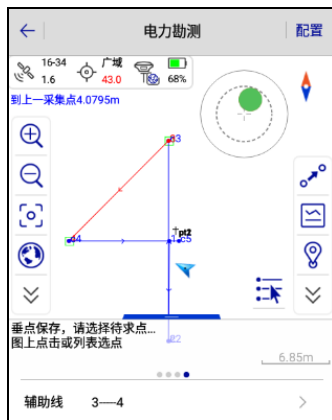 电力勘测
配置
16-34
1.6
广域
43.0
68%
到上一采集点4.0795m
3
4
pt2
1
c5
2
垂点保存，请选择待求点...
图上点击或列表选点
6.85m
辅助线 3—4